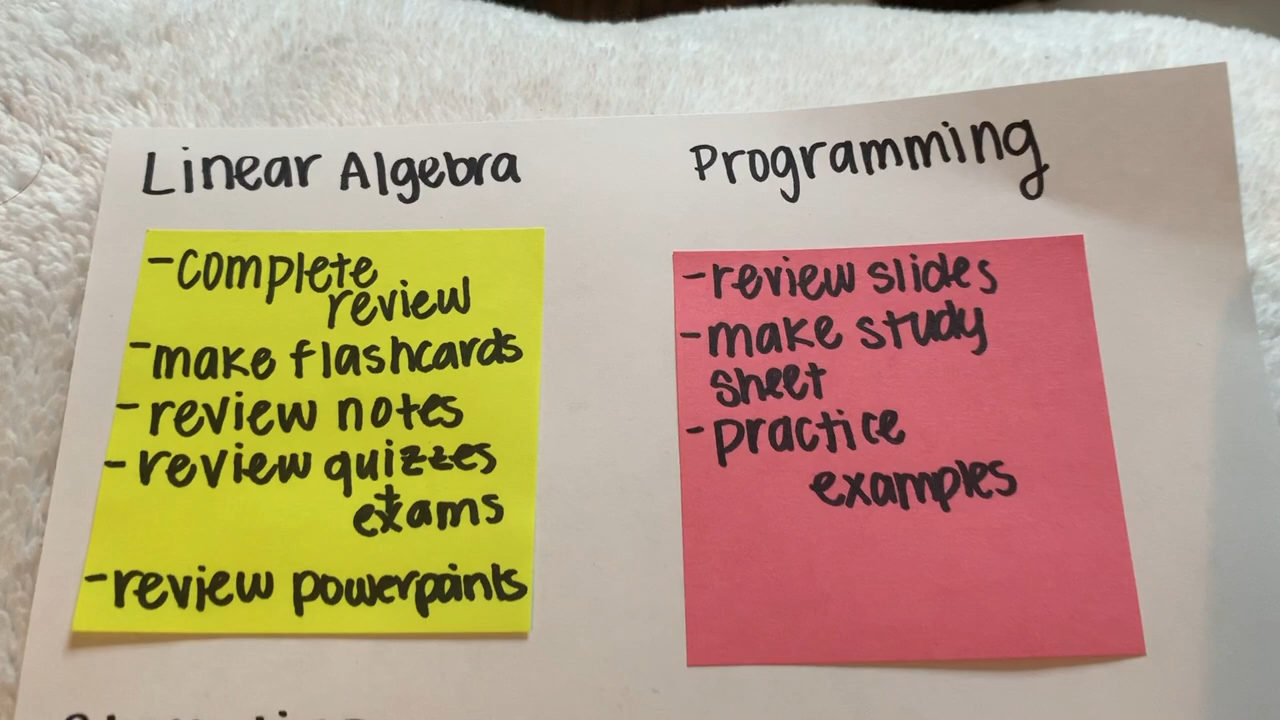 Linear Algebra
-complete
review
-make flashcards
-review notes
-review quizzes
+
exams
-review powerpoints
Programming
-review slides
-make study
sheet
-practice
examples